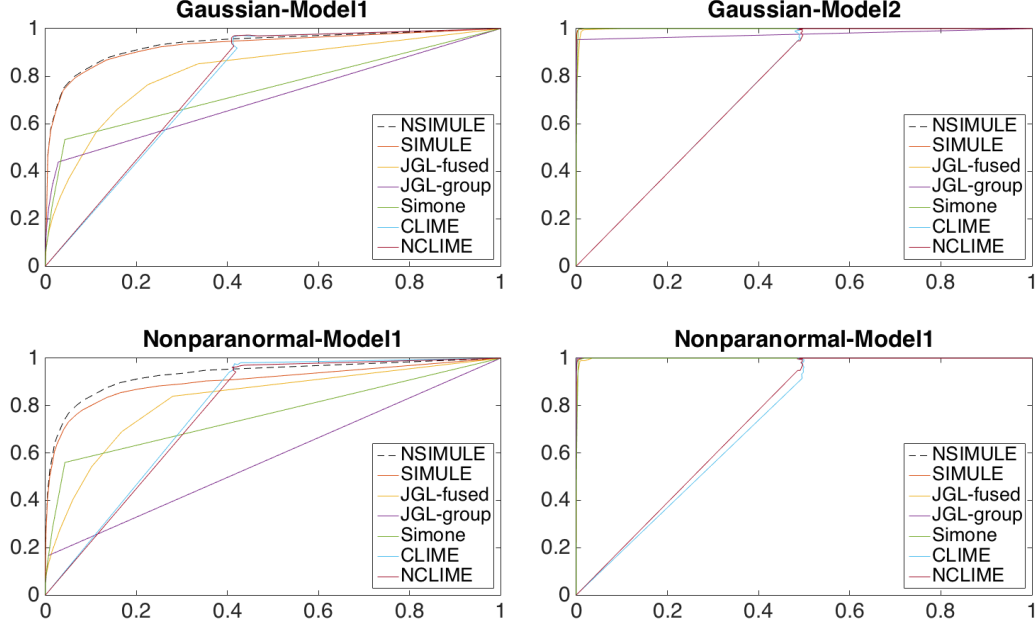 Gaussian-Model1
1
0.8
0.6
0.4
0.2
0
0
0.2
0.4
0.6
0.8
1
NSIMULE
SIMULE
JGL-fused
JGL-group
Simone
CLIME
NCLIME
Gaussian-Model2
1
0.8
0.6
0.4
0.2
0
0
0.2
0.4
0.6
0.8
1
NSIMULE
SIMULE
JGL-fused
JGL-group
Simone
CLIME
NCLIME
Nonparanormal-Model1
1
0.8
0.6
0.4
0.2
0
0
0.2
0.4
0.6
0.8
1
NSIMULE
SIMULE
JGL-fused
JGL-group
Simone
CLIME
NCLIME
Nonparanormal-Model1
1
0.8
0.6
0.4
0.2
0
0
0.2
0.4
0.6
0.8
1
NSIMULE
SIMULE
JGL-fused
JGL-group
Simone
CLIME
NCLIME